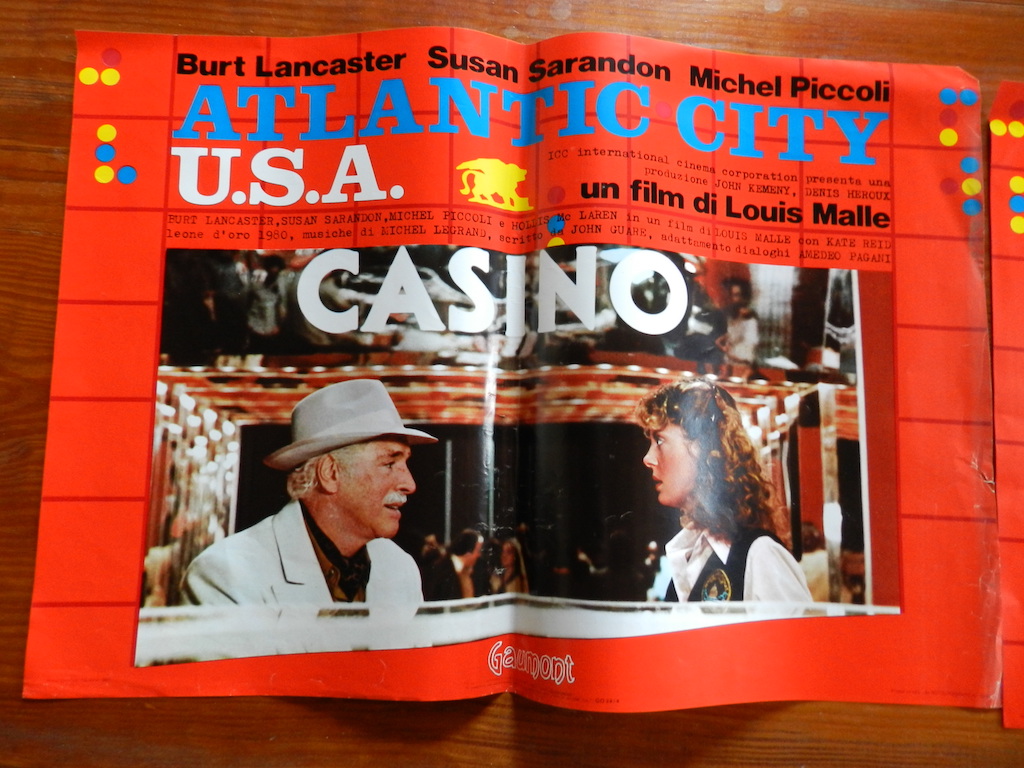 Burt Lancaster Susan Sarandon Michel Piccoli
ATLANTIC CITY
U.S.A.
ICC international cinema corporation presenta una
produzione JOHN KEMENY, DENIS HEROUX
un film di Louis Malle
BURT LANCASTER, SUSAN SARANDON, MICHEL PICCOLI e HOLLIS Mc LAREN in un film di LOUIS MALLE con KATE REID
leone d'oro 1980, musiche di MICHEL LEGRAND, scritto da JOHN GUARE, adattamento dialoghi AMEDEO PAGANI
CASINO
Gaumont